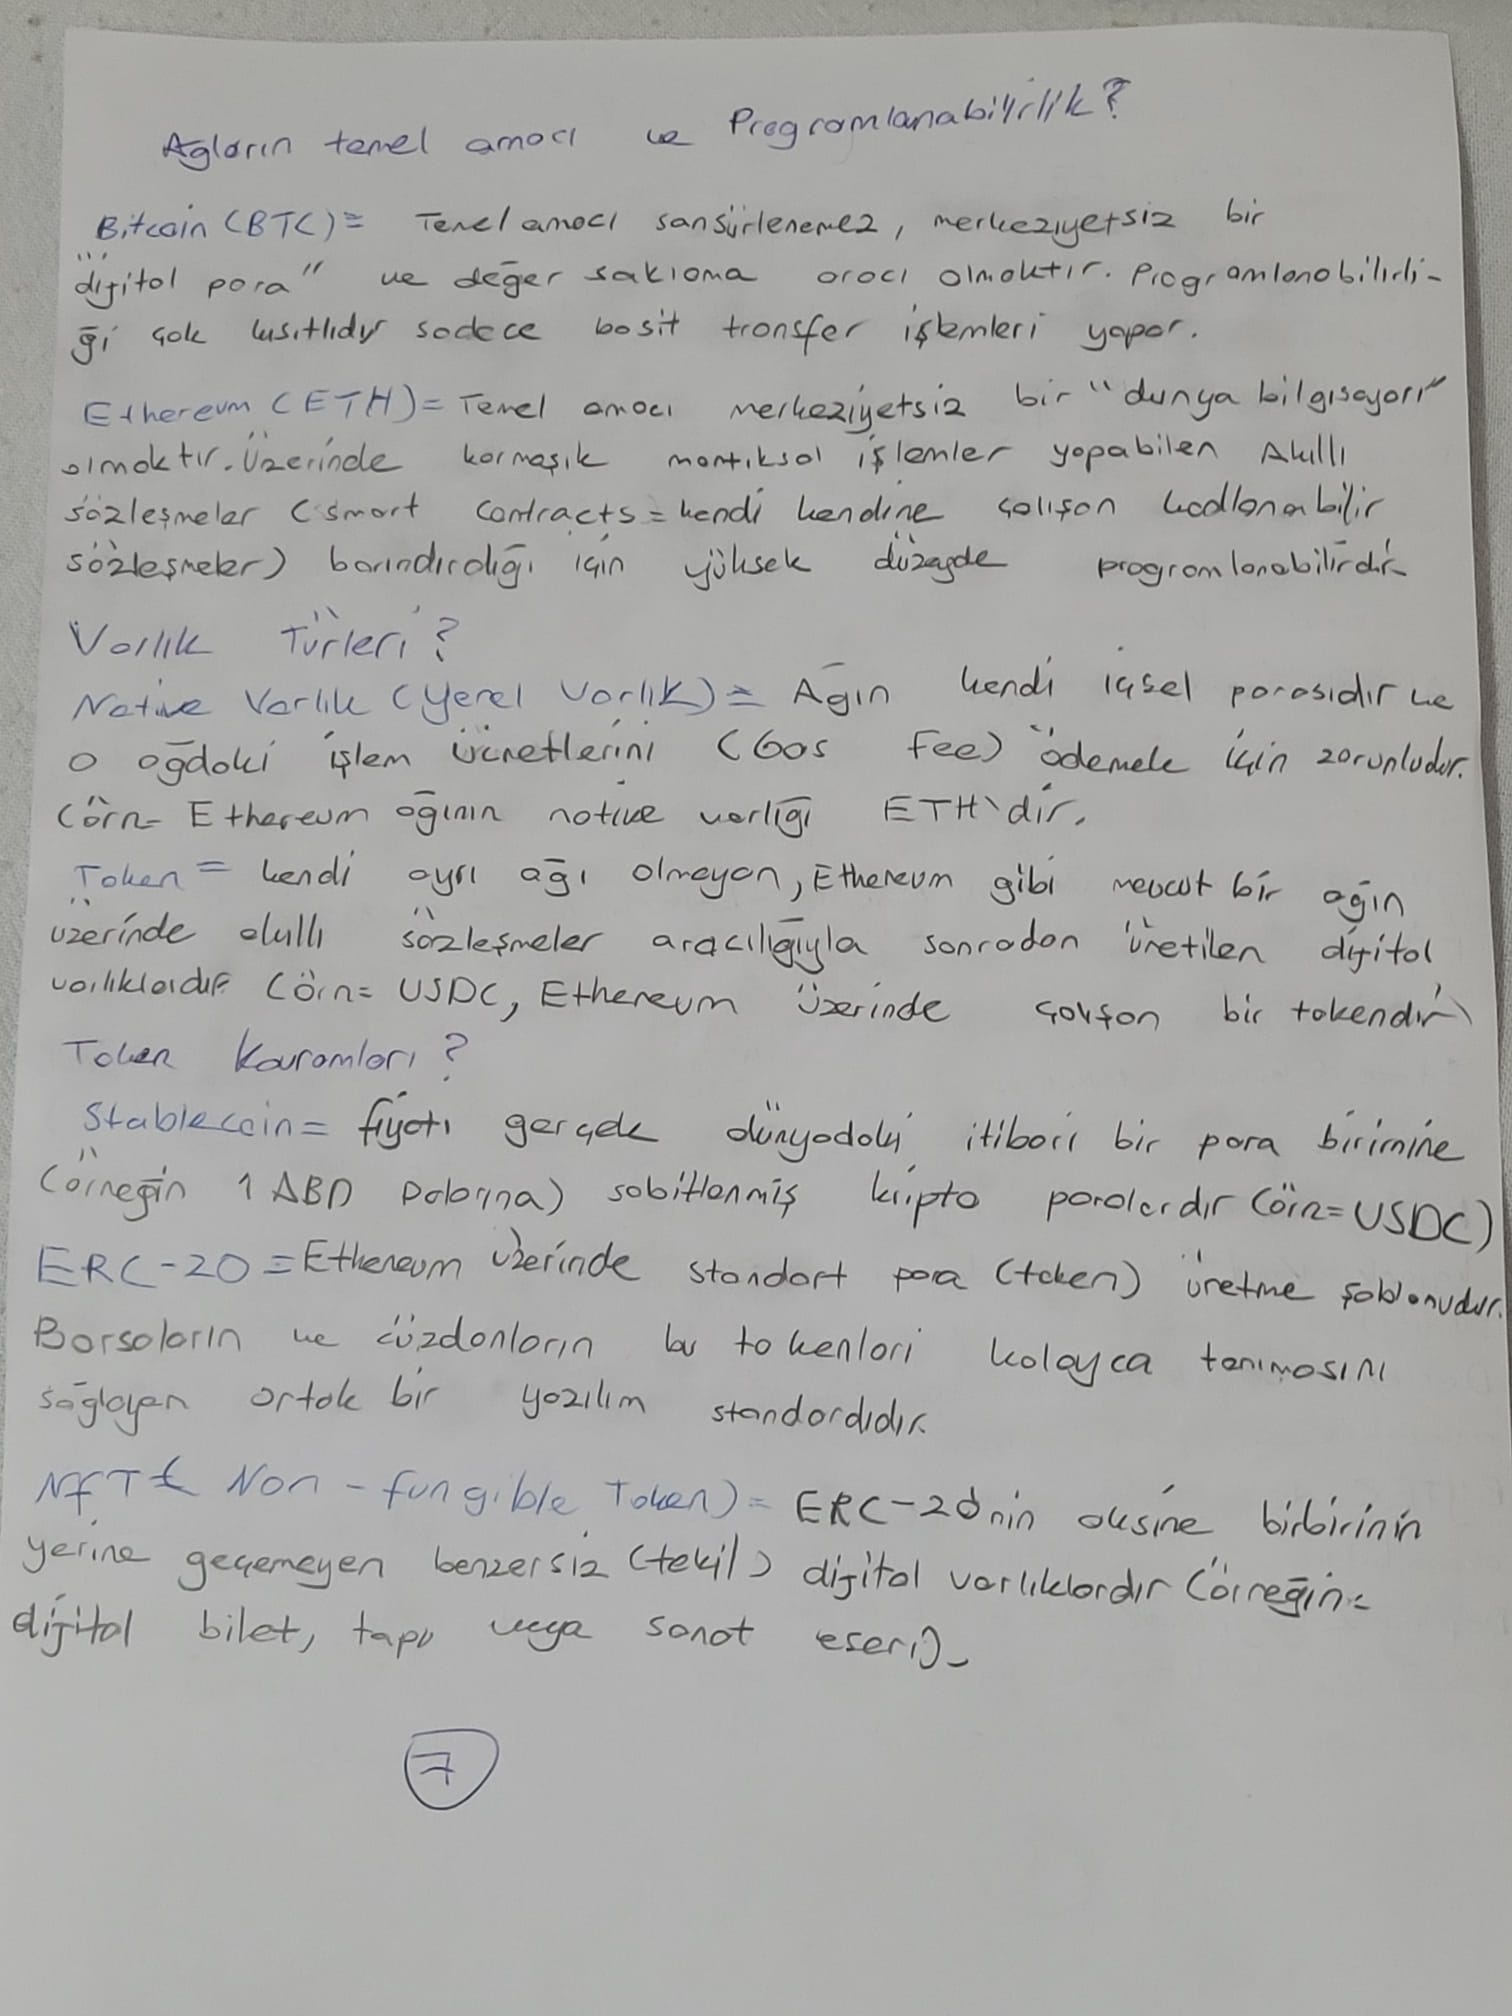 Ağların temel amacı ve Programlanabilirlik?
Bitcoin (BTC)= Temel amacı sansürlenemez, merkeziyetsiz bir
"dijital para" ve değer saklama aracı olmaktır. Programlanabilirli-
ği çok kısıtlıdır sadece basit transfer işlemleri yapar.
Ethereum (ETH)= Temel amacı merkeziyetsiz bir "dunya bilgisayarı"
olmaktır. Üzerinde karmaşık mantıksal işlemler yapabilen Akıllı
sözleşmeler (smart contracts= kendi kendine çalışan kodlanabilir
sözleşmeler) barındırdığı için yüksek düzeyde programlanabilirdir.
Varlık Türleri?
Native Varlık (Yerel Varlık)= Ağın kendi içsel parasıdır ve
o ağdaki işlem ücretlerini (Gas Fee) ödemek için zorunludur.
(örn= Ethereum ağının native varlığı ETH'dir.
Token= kendi ayrı ağı olmayan, Ethereum gibi mevcut bir ağın
üzerinde akıllı sözleşmeler aracılığıyla sonradan üretilen dijital
varlıklardır (örn= USDC, Ethereum üzerinde çalışan bir tokendir)
Token Kavramları?
Stablecoin= fiyatı gerçek dünyadaki itibari bir para birimine
(örneğin 1 ABD Dolarına) sabitlenmiş kripto paralardır (örn= USDC)
ERC-20= Ethereum üzerinde standart para (token) üretme şablonudur.
Borsaların ve cüzdanların bu tokenları kolayca tanımasını
sağlayan ortak bir yazılım standardıdır.
NFT (Non-fungible Token)= ERC-20'nin aksine birbirinin
yerine geçemeyen benzersiz (tekil) dijital varlıklardır (örneğin=
dijital bilet, tapu veya sanat eseri).
7